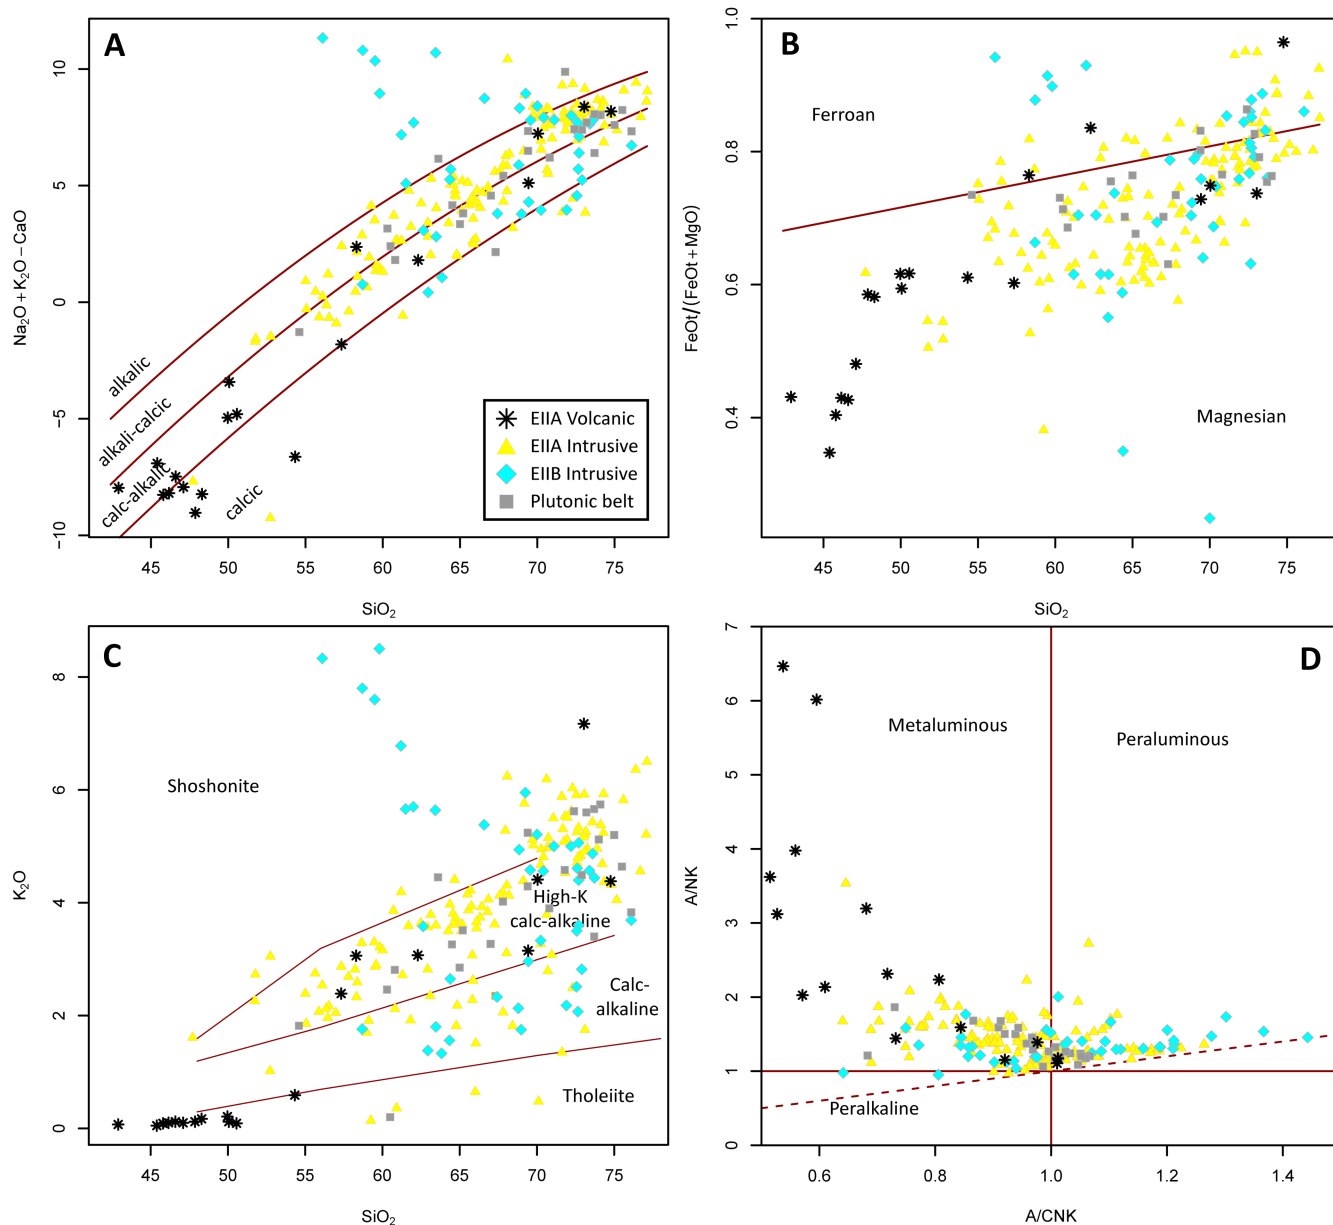 A
10
5
0
−5
−10
Na₂O + K₂O − CaO
alkalic
alkali-calcic
calc-alkalic
calcic
EIIA Volcanic
EIIA Intrusive
EIIB Intrusive
Plutonic belt
45 50 55 60 65 70 75
SiO₂
B
1.0
0.8
0.6
0.4
FeOt/(FeOt + MgO)
Ferroan
Magnesian
45 50 55 60 65 70 75
SiO₂
C
8
6
4
2
0
K₂O
Shoshonite
High-K
calc-alkaline
Calc-
alkaline
Tholeiite
45 50 55 60 65 70 75
SiO₂
D
7
6
5
4
3
2
1
0
A/NK
Metaluminous
Peraluminous
Peralkaline
0.6 0.8 1.0 1.2 1.4
A/CNK